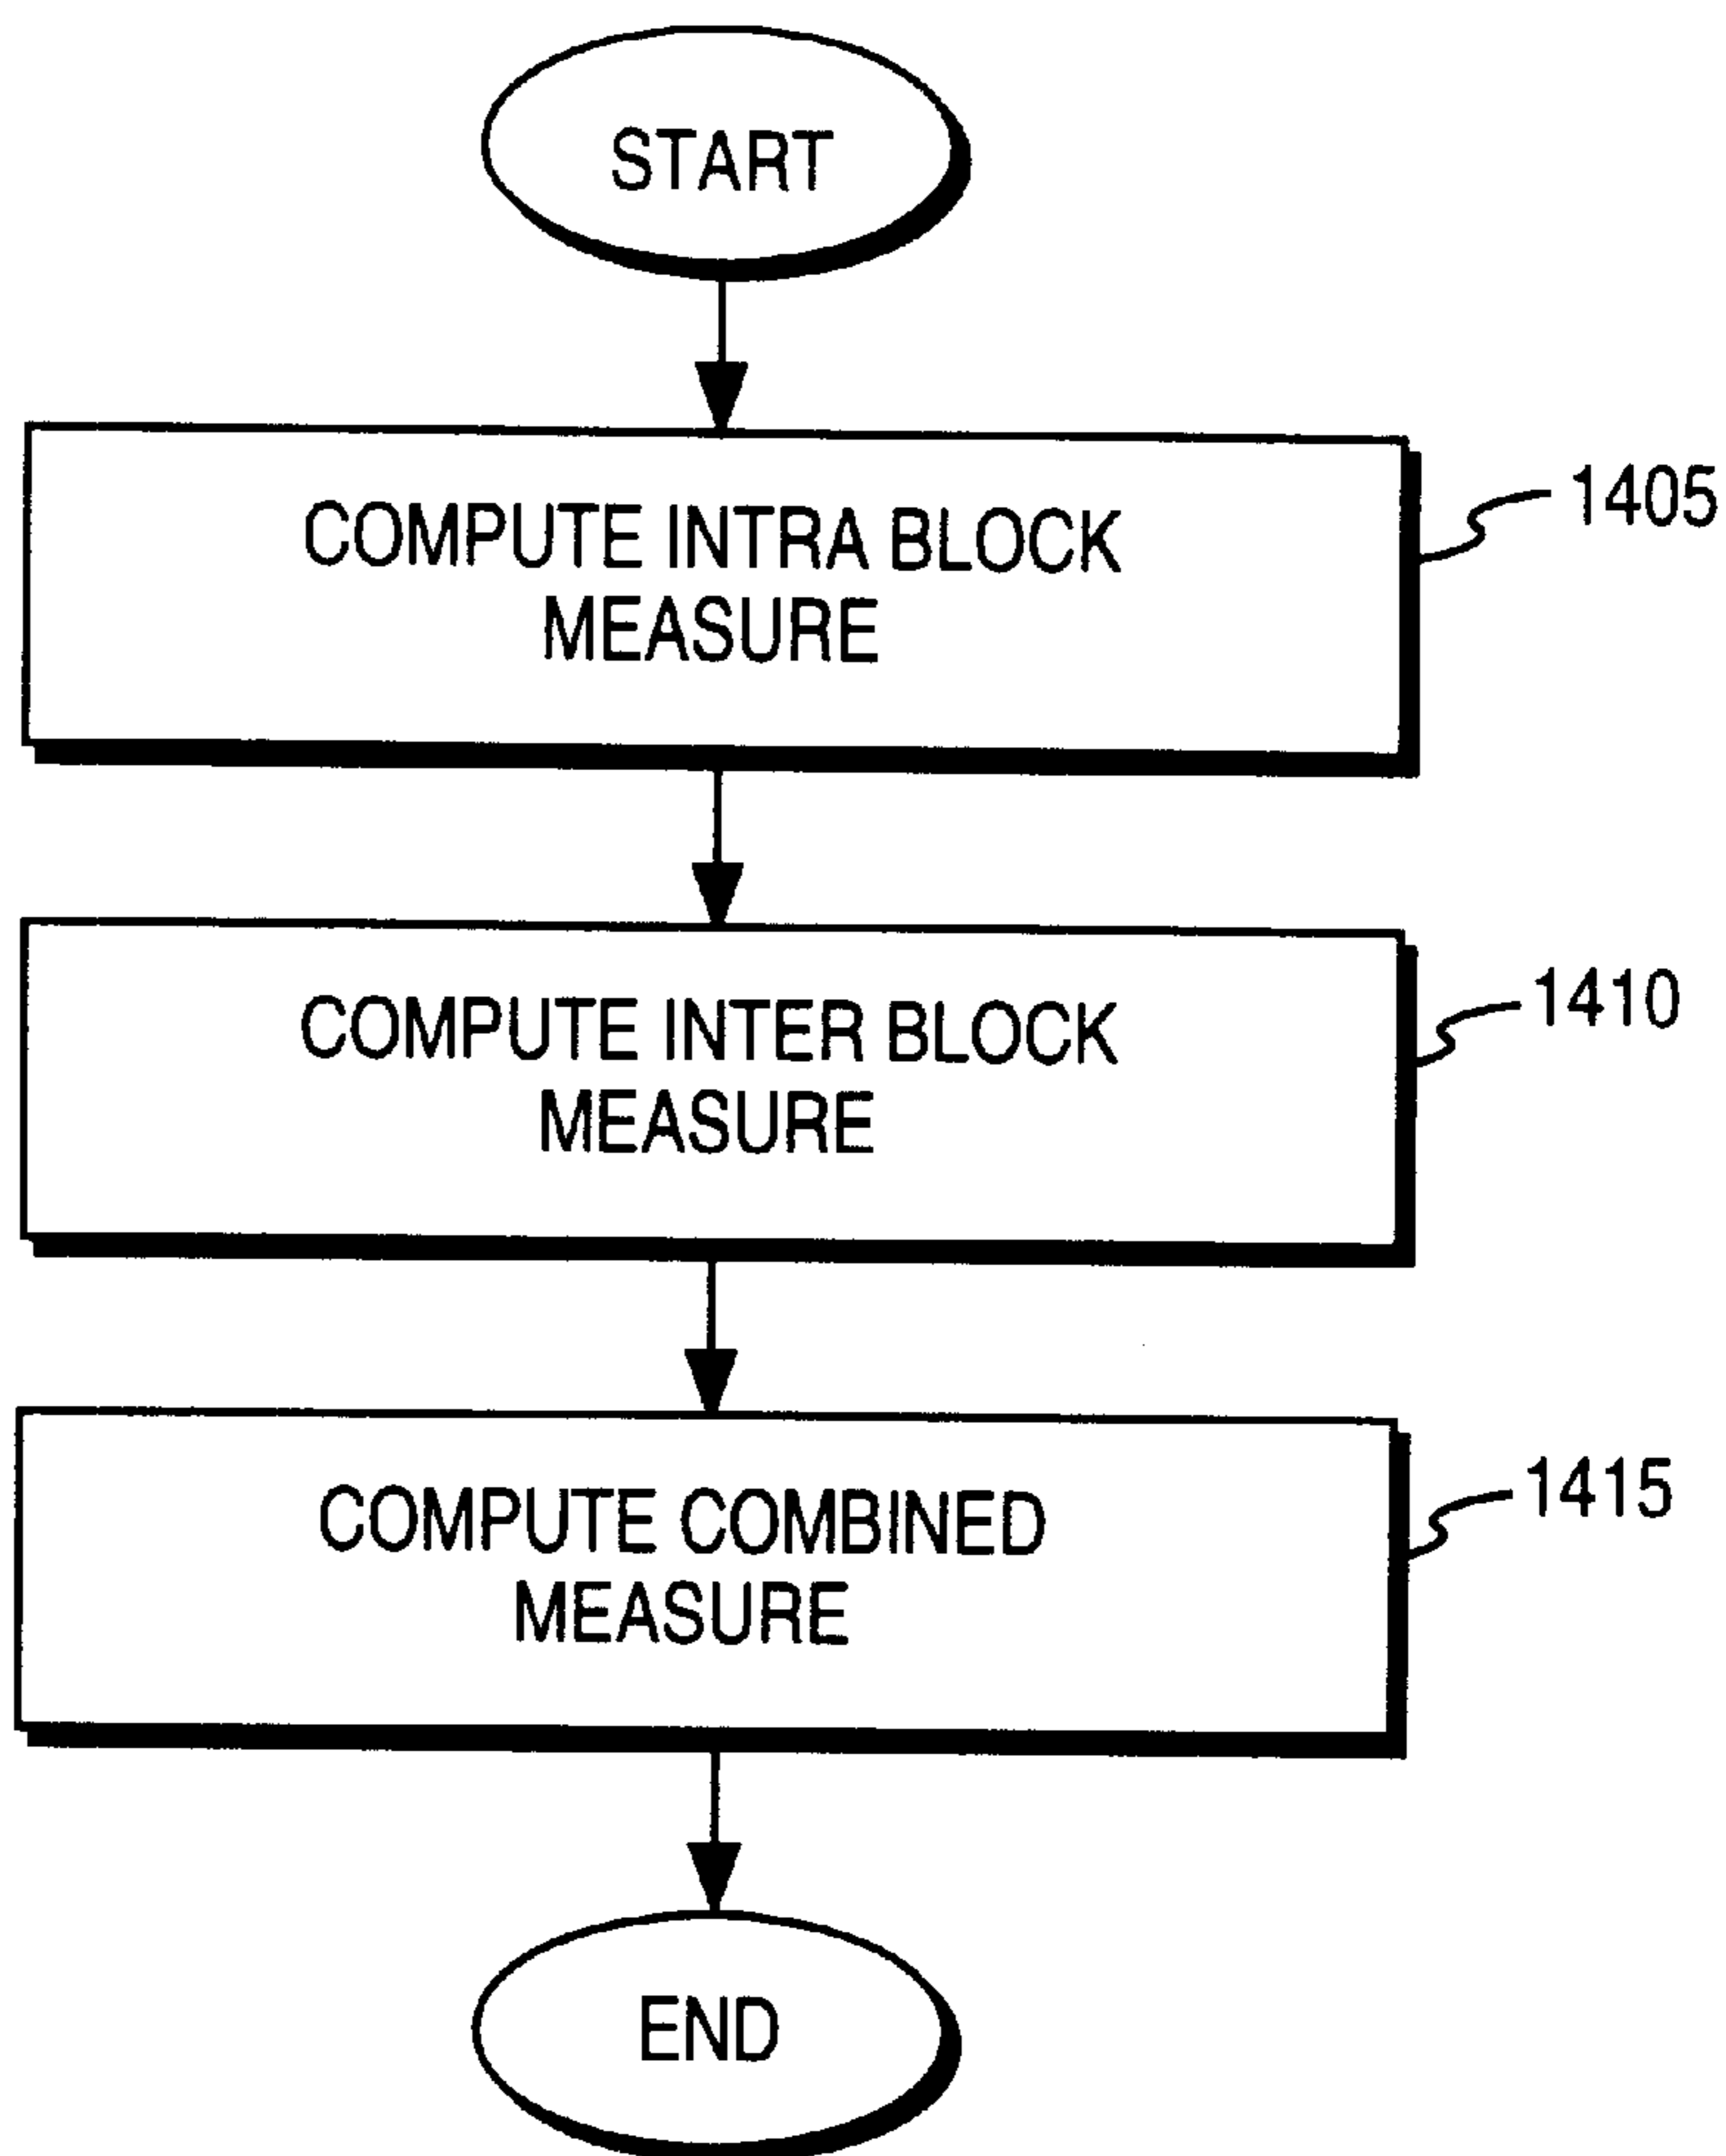 START
COMPUTE INTRA BLOCK
MEASURE
1405
COMPUTE INTER BLOCK
MEASURE
1410
COMPUTE COMBINED
MEASURE
1415
END